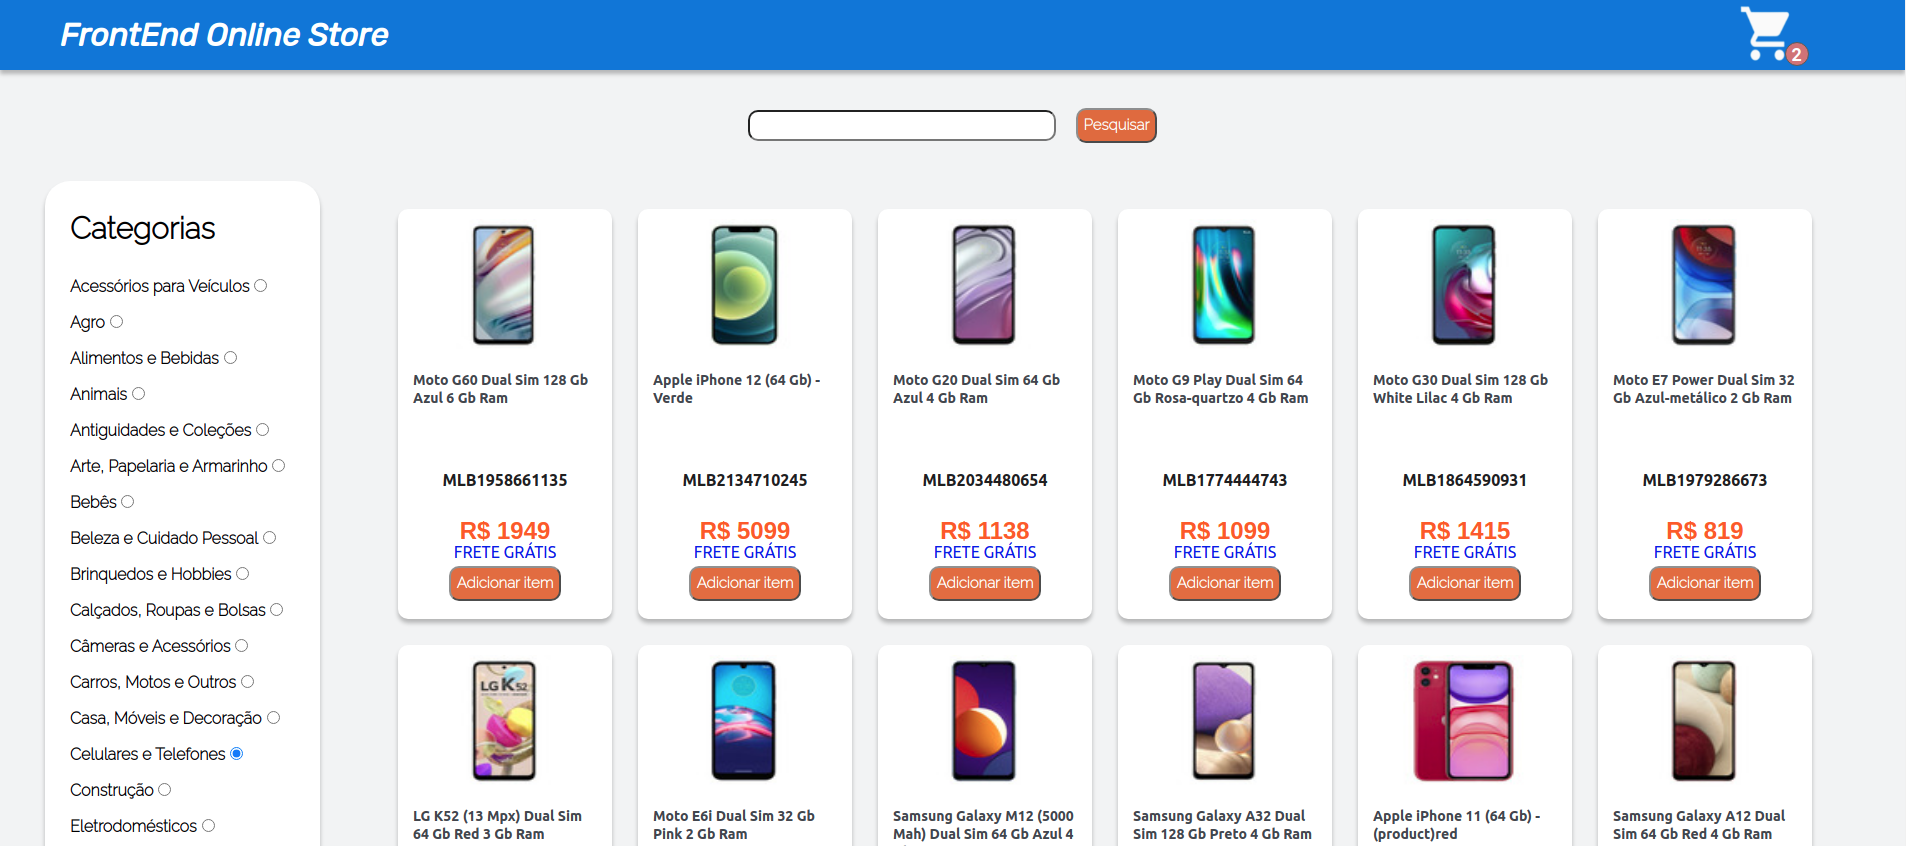 FrontEnd Online Store
2
Pesquisar
Categorias
Acessórios para Veículos
Agro
Alimentos e Bebidas
Animais
Antiguidades e Coleções
Arte, Papelaria e Armarinho
Bebês
Beleza e Cuidado Pessoal
Brinquedos e Hobbies
Calçados, Roupas e Bolsas
Câmeras e Acessórios
Carros, Motos e Outros
Casa, Móveis e Decoração
Celulares e Telefones
Construção
Eletrodomésticos
Moto G60 Dual Sim 128 Gb
Azul 6 Gb Ram
MLB1958661135
R$ 1949
FRETE GRÁTIS
Adicionar item
Apple iPhone 12 (64 Gb) -
Verde
MLB2134710245
R$ 5099
FRETE GRÁTIS
Adicionar item
Moto G20 Dual Sim 64 Gb
Azul 4 Gb Ram
MLB2034480654
R$ 1138
FRETE GRÁTIS
Adicionar item
Moto G9 Play Dual Sim 64
Gb Rosa-quartzo 4 Gb Ram
MLB1774444743
R$ 1099
FRETE GRÁTIS
Adicionar item
Moto G30 Dual Sim 128 Gb
White Lilac 4 Gb Ram
MLB1864590931
R$ 1415
FRETE GRÁTIS
Adicionar item
Moto E7 Power Dual Sim 32
Gb Azul-metálico 2 Gb Ram
MLB1979286673
R$ 819
FRETE GRÁTIS
Adicionar item
LG K52
LG K52 (13 Mpx) Dual Sim
64 Gb Red 3 Gb Ram
Moto E6i Dual Sim 32 Gb
Pink 2 Gb Ram
Samsung Galaxy M12 (5000
Mah) Dual Sim 64 Gb Azul 4
Samsung Galaxy A32 Dual
Sim 128 Gb Preto 4 Gb Ram
Apple iPhone 11 (64 Gb) -
(product)red
Samsung Galaxy A12 Dual
Sim 64 Gb Red 4 Gb Ram